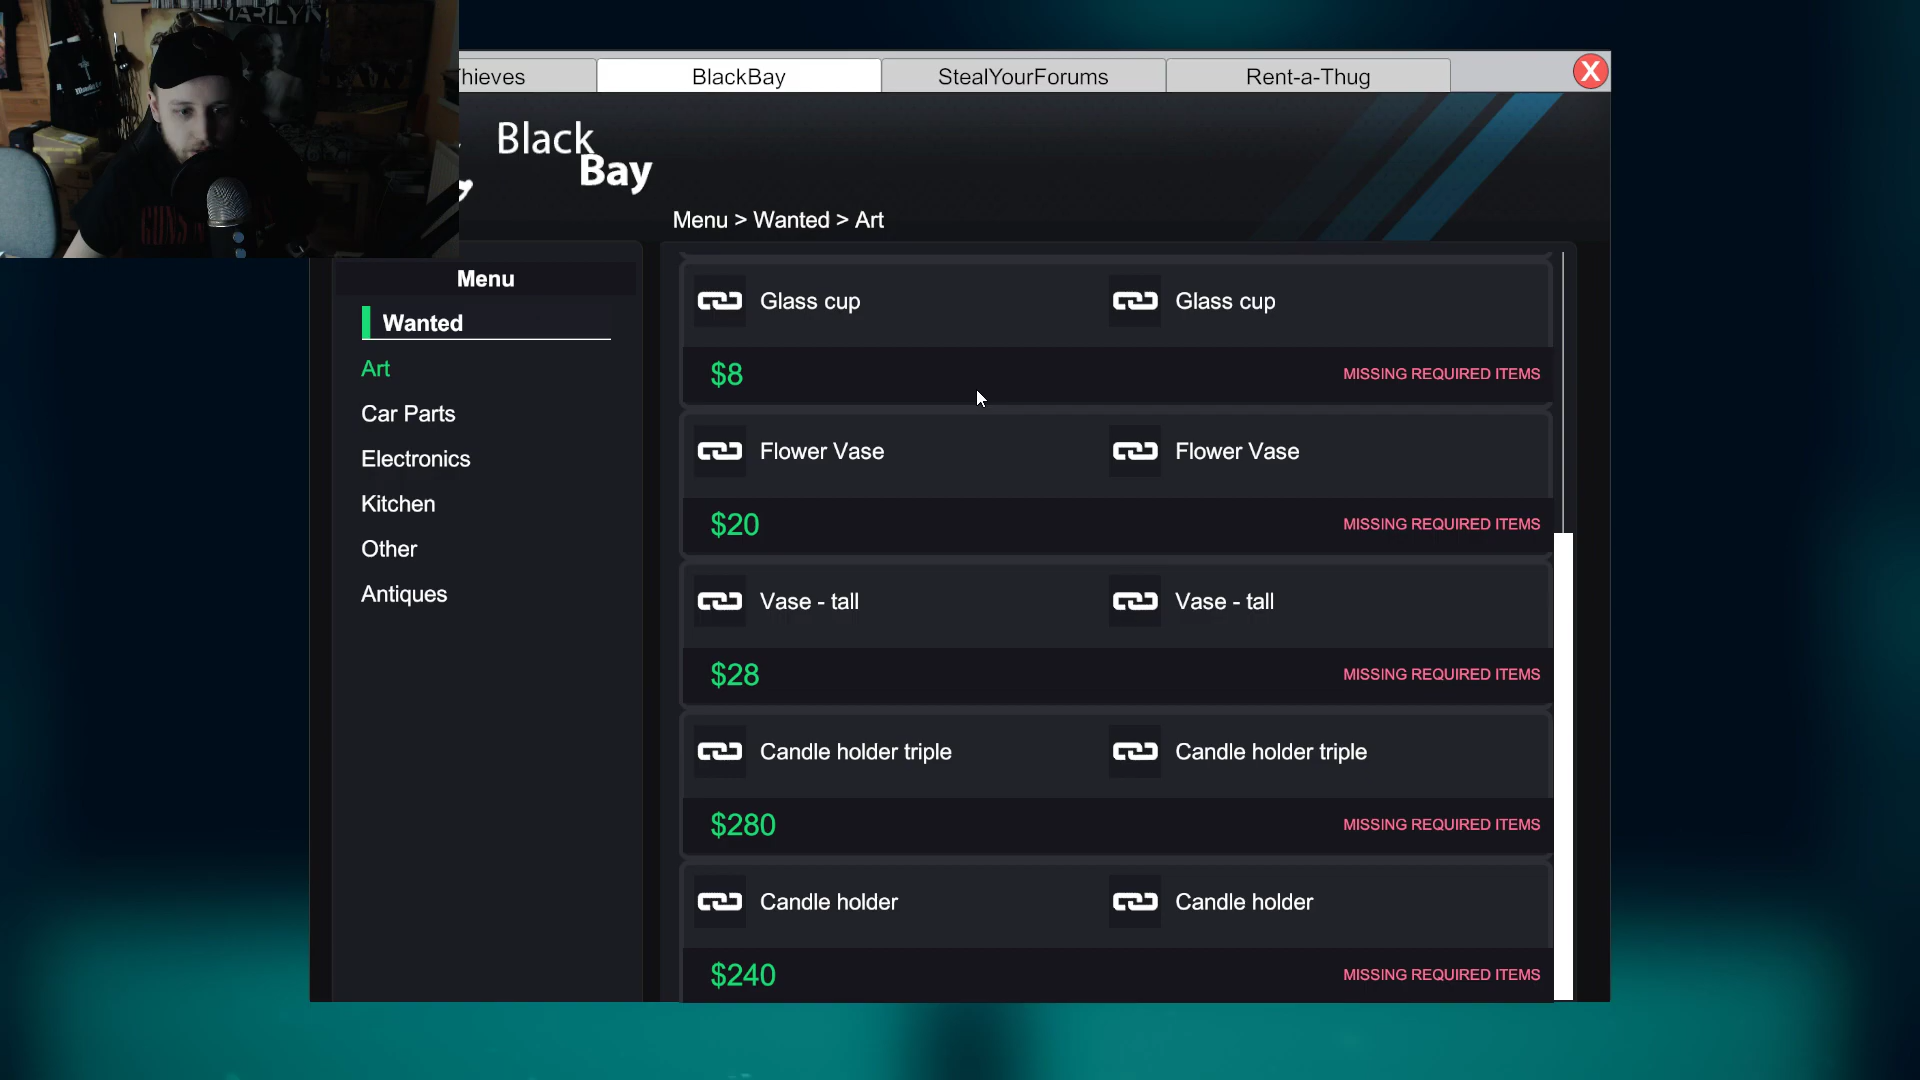 MARILYN
GUNS
Thieves
BlackBay
StealYourForums
Rent-a-Thug
X
Black
Bay
Menu > Wanted > Art
Menu
Wanted
Art
Car Parts
Electronics
Kitchen
Other
Antiques
Glass cup
Glass cup
$8
MISSING REQUIRED ITEMS
Flower Vase
Flower Vase
$20
MISSING REQUIRED ITEMS
Vase - tall
Vase - tall
$28
MISSING REQUIRED ITEMS
Candle holder triple
Candle holder triple
$280
MISSING REQUIRED ITEMS
Candle holder
Candle holder
$240
MISSING REQUIRED ITEMS